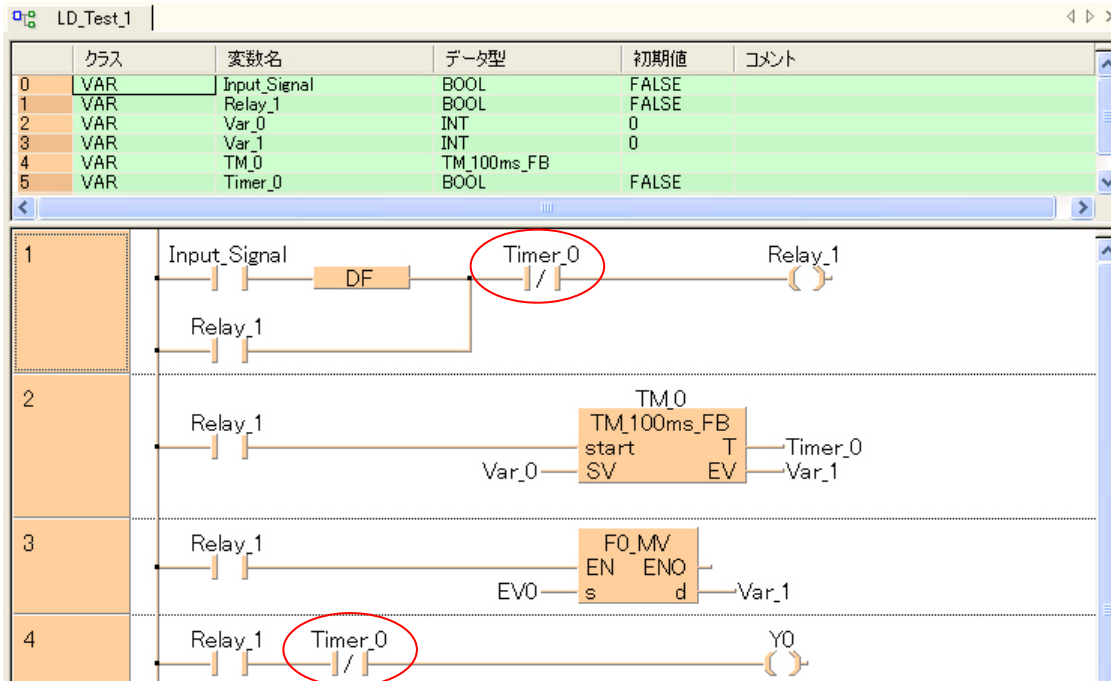 LD_Test_1
クラス 変数名 データ型 初期値 コメント
0 VAR Input_Signal BOOL FALSE
1 VAR Relay_1 BOOL FALSE
2 VAR Var_0 INT 0
3 VAR Var_1 INT 0
4 VAR TM_0 TM_100ms_FB
5 VAR Timer_0 BOOL FALSE
1
Input_Signal Timer_0 Relay_1
DF
Relay_1
2
TM_0
Relay_1 TM_100ms_FB
start T Timer_0
Var_0 SV EV Var_1
3 Relay_1 F0_MV
EN ENO
EV0 s d Var_1
4 Relay_1 Timer_0 Y0